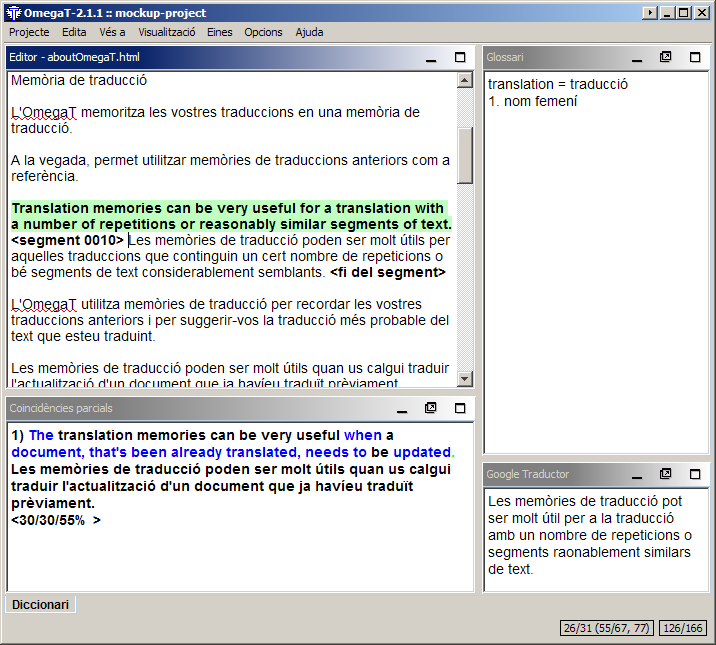 OmegaT-2.1.1 :: mockup-project
Projecte Edita Vés a Visualització Eines Opcions Ajuda
Editor - aboutOmegaT.html
Memòria de traducció
L'OmegaT memoritza les vostres traduccions en una memòria de
traducció.
A la vegada, permet utilitzar memòries de traduccions anteriors com a
referència.
Translation memories can be very useful for a translation with
a number of repetitions or reasonably similar segments of text.
<segment 0010> Les memòries de traducció poden ser molt útils per
aquelles traduccions que continguin un cert nombre de repeticions o
bé segments de text considerablement semblants. <fi del segment>
L'OmegaT utilitza memòries de traducció per recordar les vostres
traduccions anteriors i per suggerir-vos la traducció més probable del
text que esteu traduint.
Les memòries de traducció poden ser molt útils quan us calgui traduir
l'actualització d'un document que ja havíeu traduït prèviament.
Glossari
translation = traducció
1. nom femení
Coincidències parcials
1) The translation memories can be very useful when a
document, that's been already translated, needs to be updated.
Les memòries de traducció poden ser molt útils quan us calgui
traduir l'actualització d'un document que ja havíeu traduït
prèviament.
<30/30/55% >
Google Traductor
Les memòries de traducció pot
ser molt útil per a la traducció
amb un nombre de repeticions o
segments raonablement similars
de text.
Diccionari
26/31 (55/67, 77) 126/166